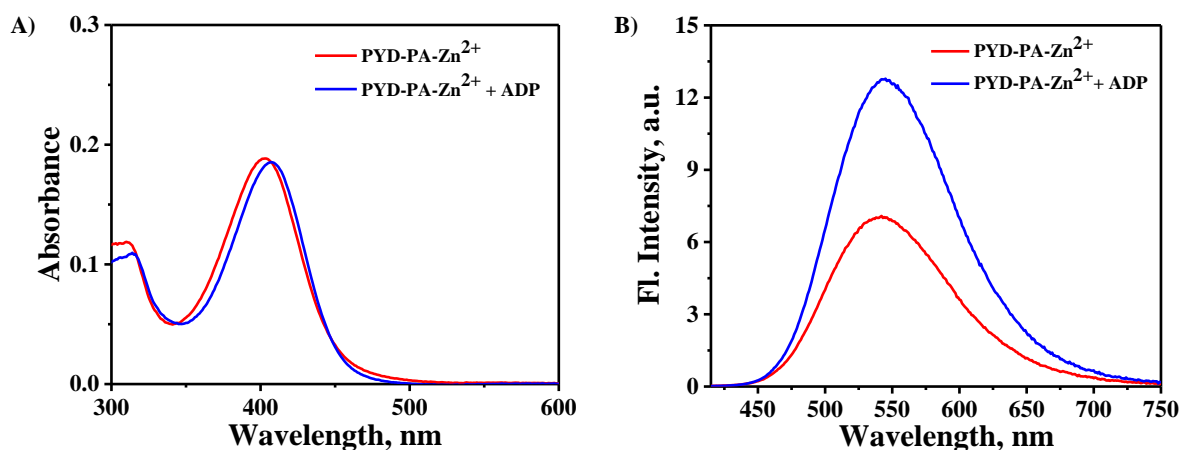 A)
0.3
0.2
0.1
0.0
Absorbance
PYD-PA-Zn2+
PYD-PA-Zn2+ + ADP
300
400
500
600
Wavelength, nm
B)
15
12
9
6
3
0
Fl. Intensity, a.u.
PYD-PA-Zn2+
PYD-PA-Zn2+ + ADP
450
500
550
600
650
700
750
Wavelength, nm